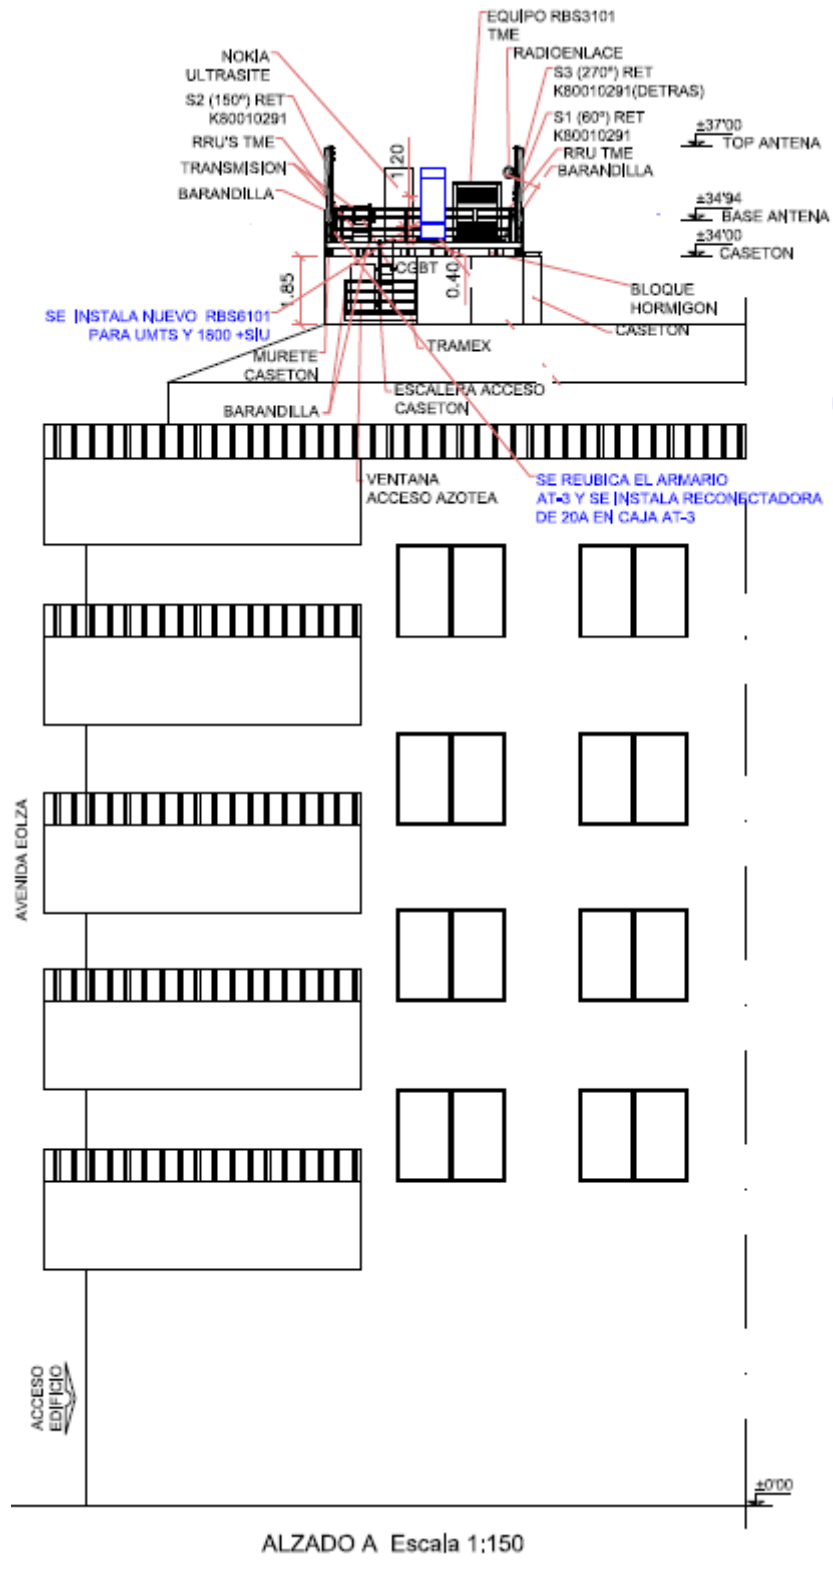 EQUIPO RBS3101
TME
NOKIA
ULTRASITE
RADIOENLACE
S3 (270º) RET
K80010291(DETRAS)
S2 (150º) RET
K80010291
S1 (60º) RET
K80010291
±37'00
TOP ANTENA
RRU'S TME
RRU TME
1.20
TRANSMISION
BARANDILLA
BARANDILLA
±34'94
BASE ANTENA
±34'00
CASETON
CGBT
0.40
1.85
BLOQUE
HORMIGON
SE INSTALA NUEVO RBS6101
PARA UMTS Y 1800 +SIU
CASETON
TRAMEX
MURETE
CASETON
ESCALERA ACCESO
CASETON
BARANDILLA
VENTANA
ACCESO AZOTEA
SE REUBICA EL ARMARIO
AT-3 Y SE INSTALA RECONECTADORA
DE 20A EN CAJA AT-3
AVENIDA EOLZA
ACCESO
EDIFICIO
±0'00
ALZADO A Escala 1:150